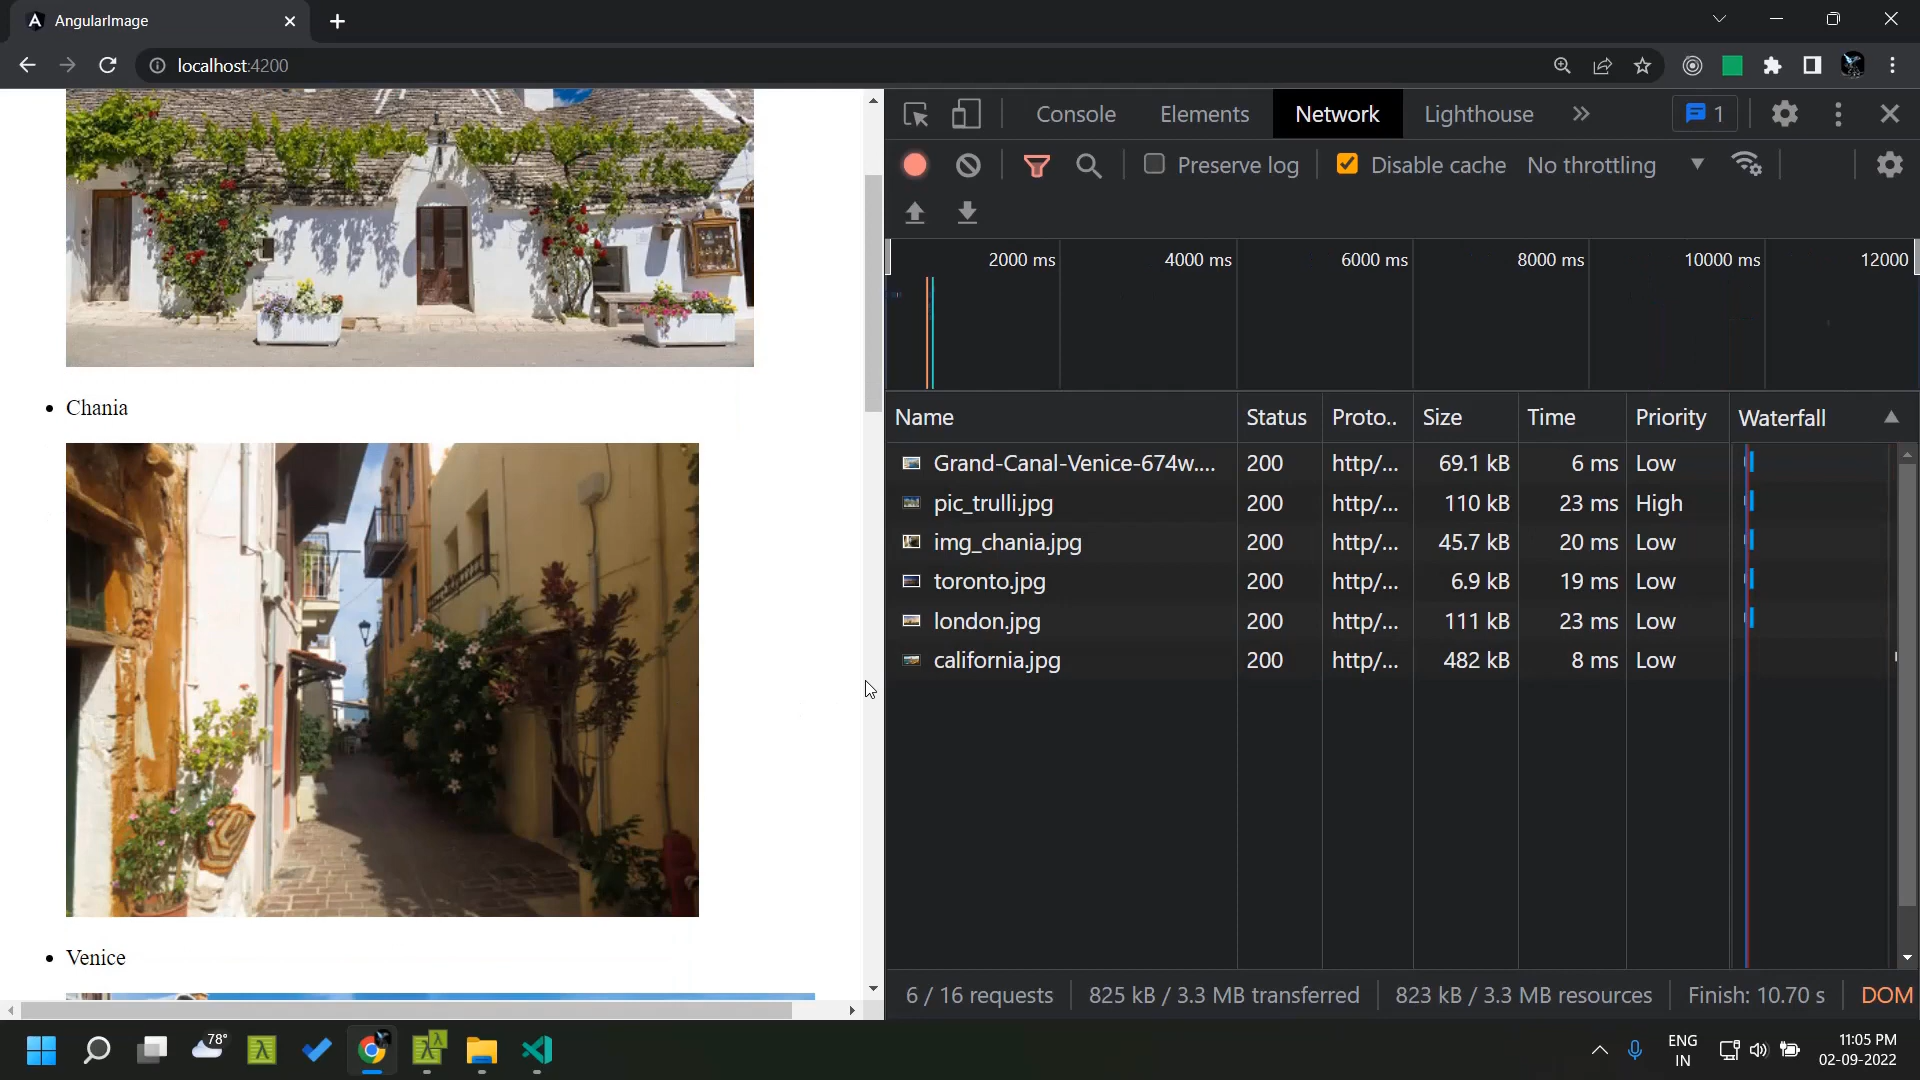 AngularImage
localhost:4200
Console Elements Network Lighthouse 1
Preserve log Disable cache No throttling
2000 ms 4000 ms 6000 ms 8000 ms 10000 ms 12000
Name Status Proto.. Size Time Priority Waterfall
Grand-Canal-Venice-674w.... 200 http/... 69.1 kB 6 ms Low
pic_trulli.jpg 200 http/... 110 kB 23 ms High
img_chania.jpg 200 http/... 45.7 kB 20 ms Low
toronto.jpg 200 http/... 6.9 kB 19 ms Low
london.jpg 200 http/... 111 kB 23 ms Low
california.jpg 200 http/... 482 kB 8 ms Low
6 / 16 requests 825 kB / 3.3 MB transferred 823 kB / 3.3 MB resources Finish: 10.70 s DOM
• Chania
• Venice
78°
ENG
IN
11:05 PM
02-09-2022